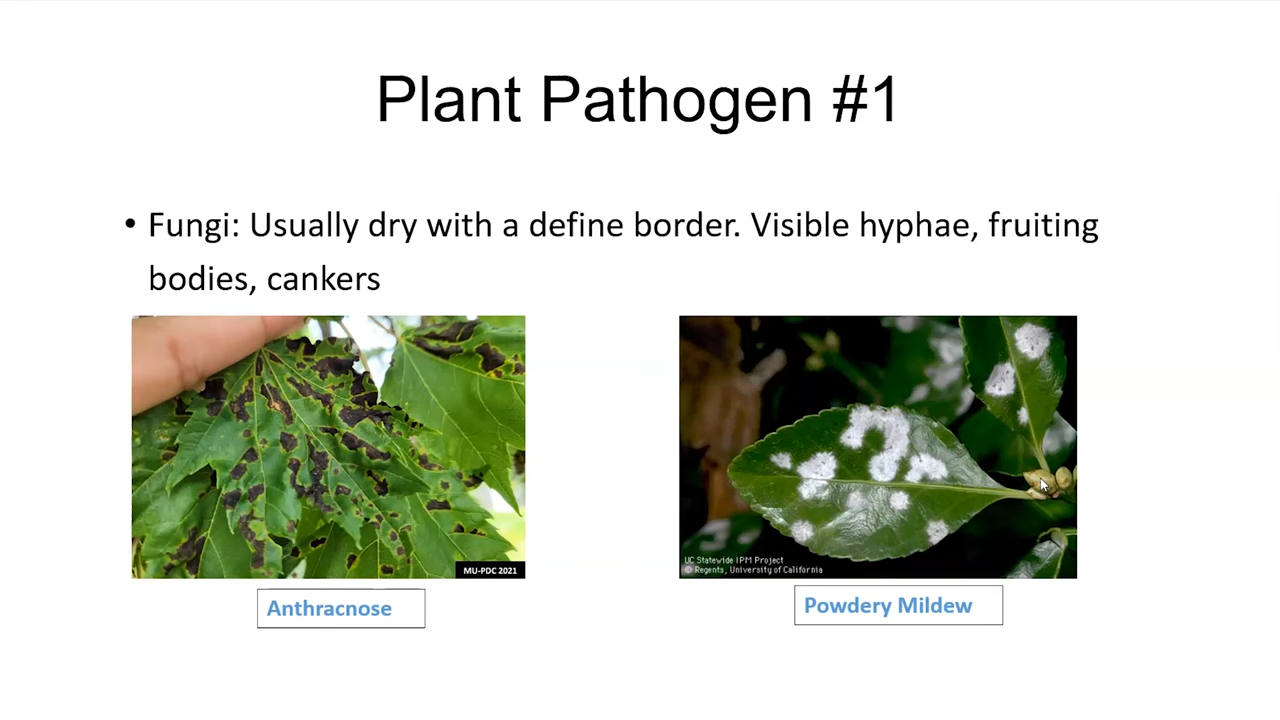 Plant Pathogen #1
• Fungi: Usually dry with a define border. Visible hyphae, fruiting
bodies, cankers
MU-PDC 2021
UC Statewide IPM Project
© Regents, University of California
Anthracnose
Powdery Mildew